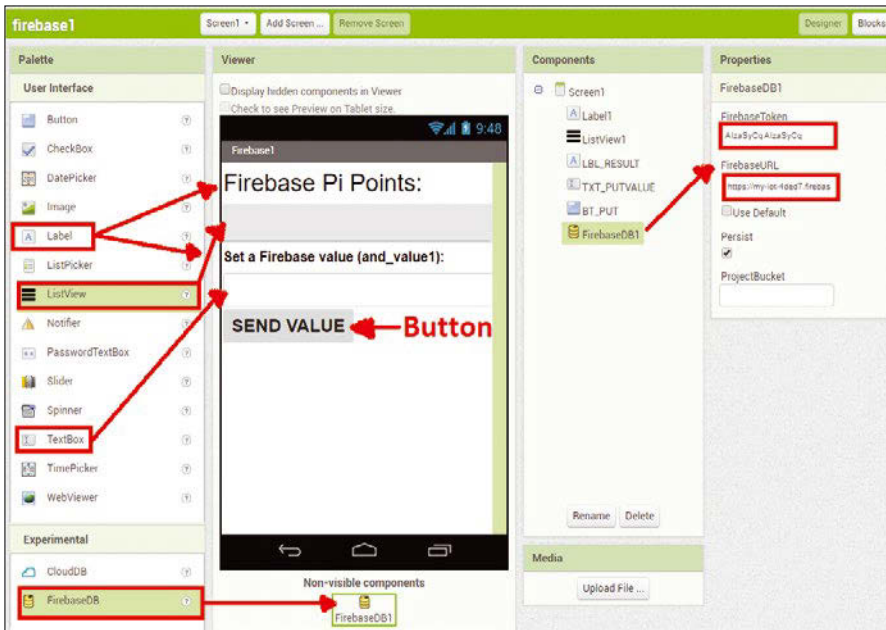 firebase1
Screen1
Add Screen ...
Remove Screen
Designer
Blocks
Palette
User Interface
Button
CheckBox
DatePicker
Image
Label
ListPicker
ListView
Notifier
PasswordTextBox
Slider
Spinner
TextBox
TimePicker
WebViewer
Experimental
CloudDB
FirebaseDB
Viewer
Display hidden components in Viewer
Check to see Preview on Tablet size.
9:48
Firebase1
Firebase Pi Points:
Set a Firebase value (and_value1):
SEND VALUE
Button
Non-visible components
FirebaseDB1
Components
Screen1
Label1
ListView1
LBL_RESULT
TXT_PUTVALUE
BT_PUT
FirebaseDB1
Rename
Delete
Media
Upload File ...
Properties
FirebaseDB1
FirebaseToken
FirebaseURL
Use Default
Persist
ProjectBucket